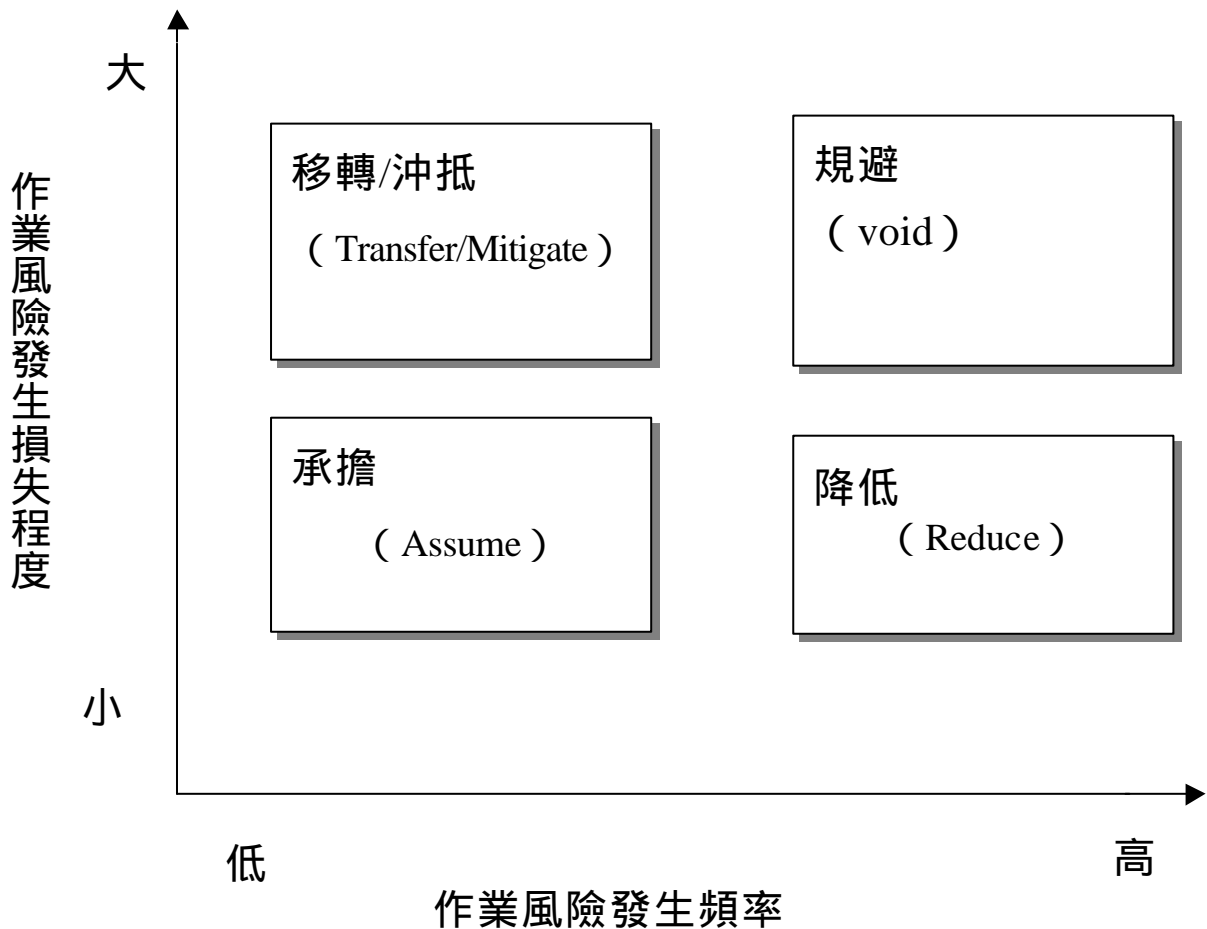 大
作業風險發生損失程度
移轉/沖抵
（Transfer/Mitigate）
規避
（void）
承擔
（Assume）
降低
（Reduce）
小
低
高
作業風險發生頻率